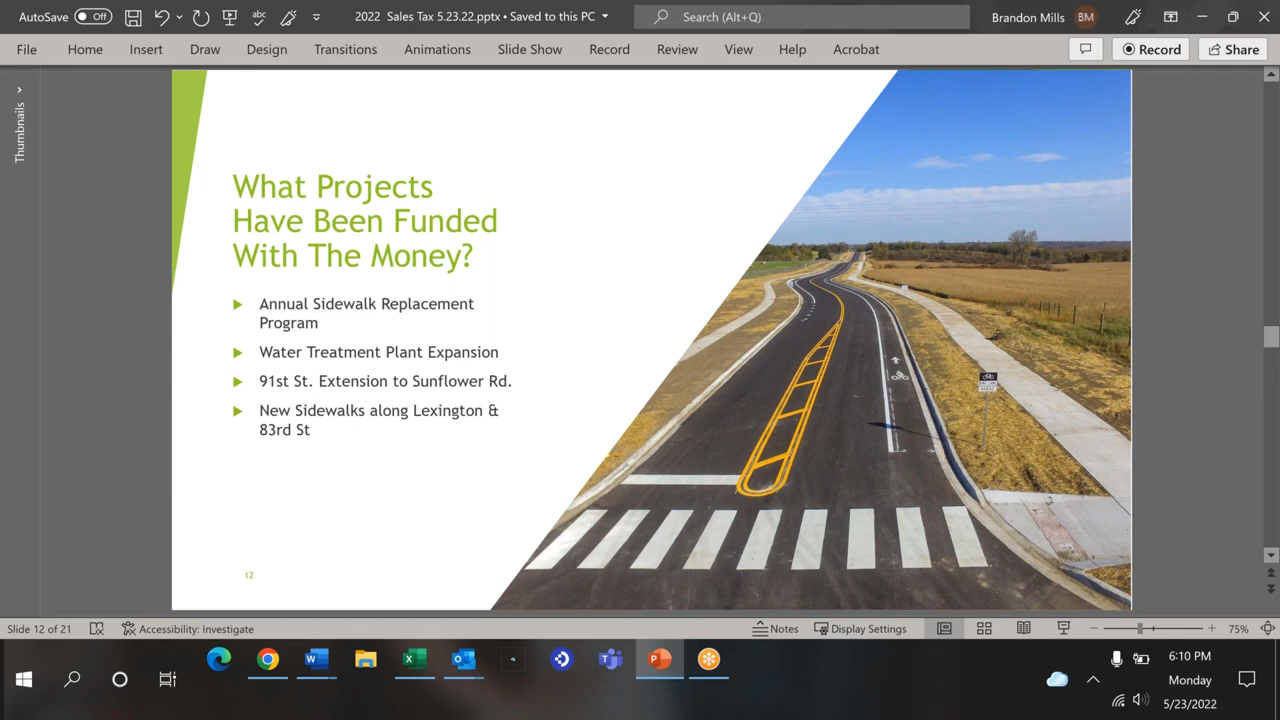 AutoSave Off 2022 Sales Tax 5.23.22.pptx • Saved to this PC Search (Alt+Q) Brandon Mills BM
File Home Insert Draw Design Transitions Animations Slide Show Record Review View Help Acrobat Record Share
Thumbnails
What Projects
Have Been Funded
With The Money?
Annual Sidewalk Replacement
Program
Water Treatment Plant Expansion
91st St. Extension to Sunflower Rd.
New Sidewalks along Lexington &
83rd St
12
Slide 12 of 21 Accessibility: Investigate Notes Display Settings 75%
6:10 PM
Monday
5/23/2022